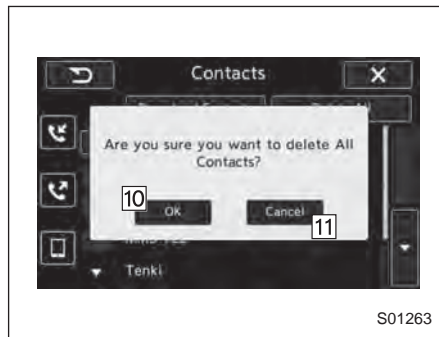 Contacts
X
Are you sure you want to delete All
Contacts?
10
OK
Cancel
11
Tenki
S01263